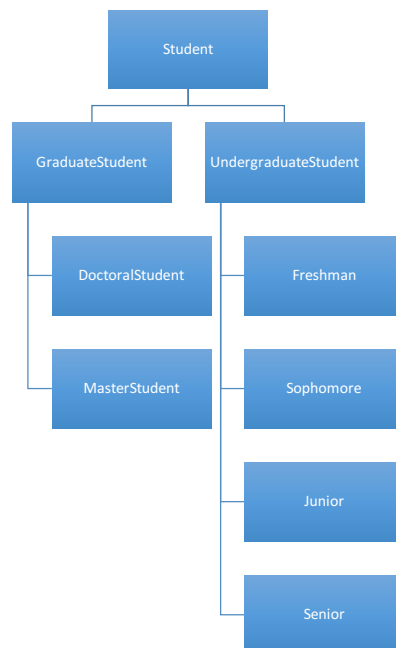 Student
GraduateStudent
UndergraduateStudent
DoctoralStudent
Freshman
MasterStudent
Sophomore
Junior
Senior